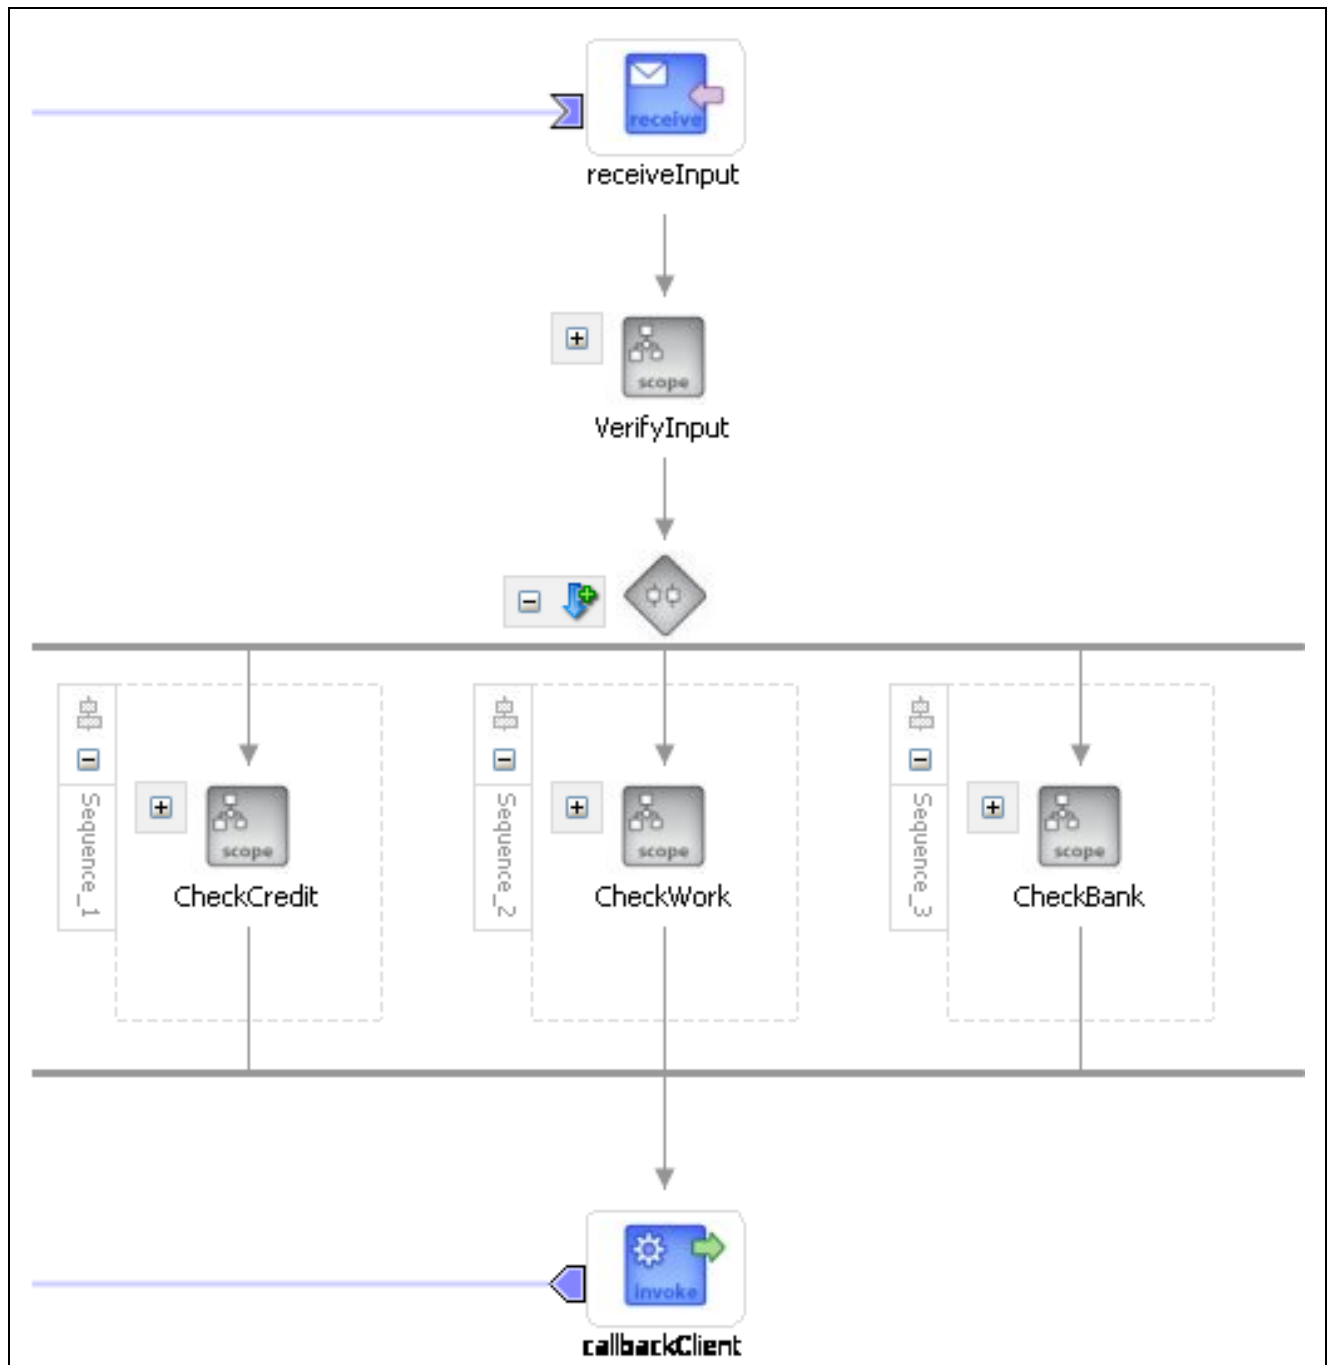 receive
receiveInput
scope
VerifyInput
Sequence_1
scope
CheckCredit
Sequence_2
scope
CheckWork
Sequence_3
scope
CheckBank
invoke
callbackClient